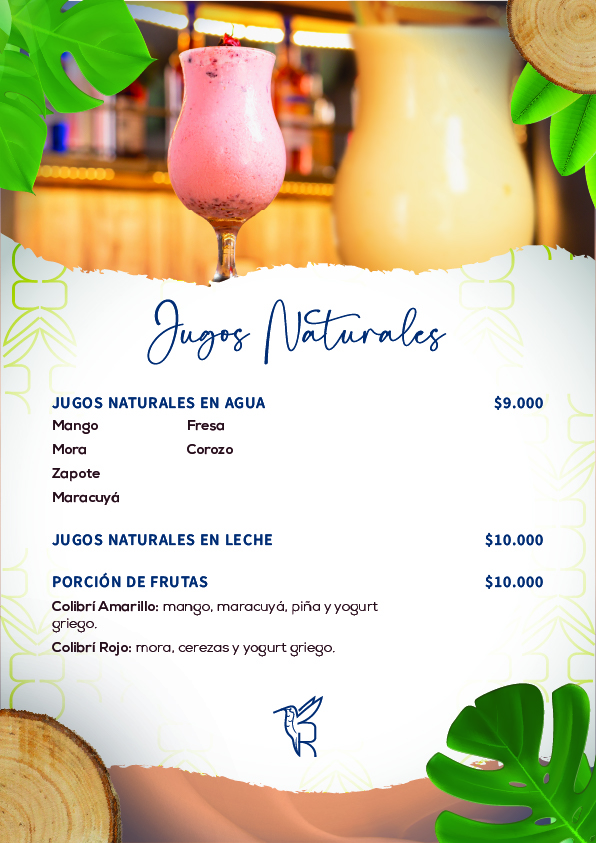 Jugos Naturales
JUGOS NATURALES EN AGUA $9.000
Mango Fresa
Mora Corozo
Zapote
Maracuyá
JUGOS NATURALES EN LECHE $10.000
PORCIÓN DE FRUTAS $10.000
Colibrí Amarillo: mango, maracuyá, piña y yogurt
griego.
Colibrí Rojo: mora, cerezas y yogurt griego.